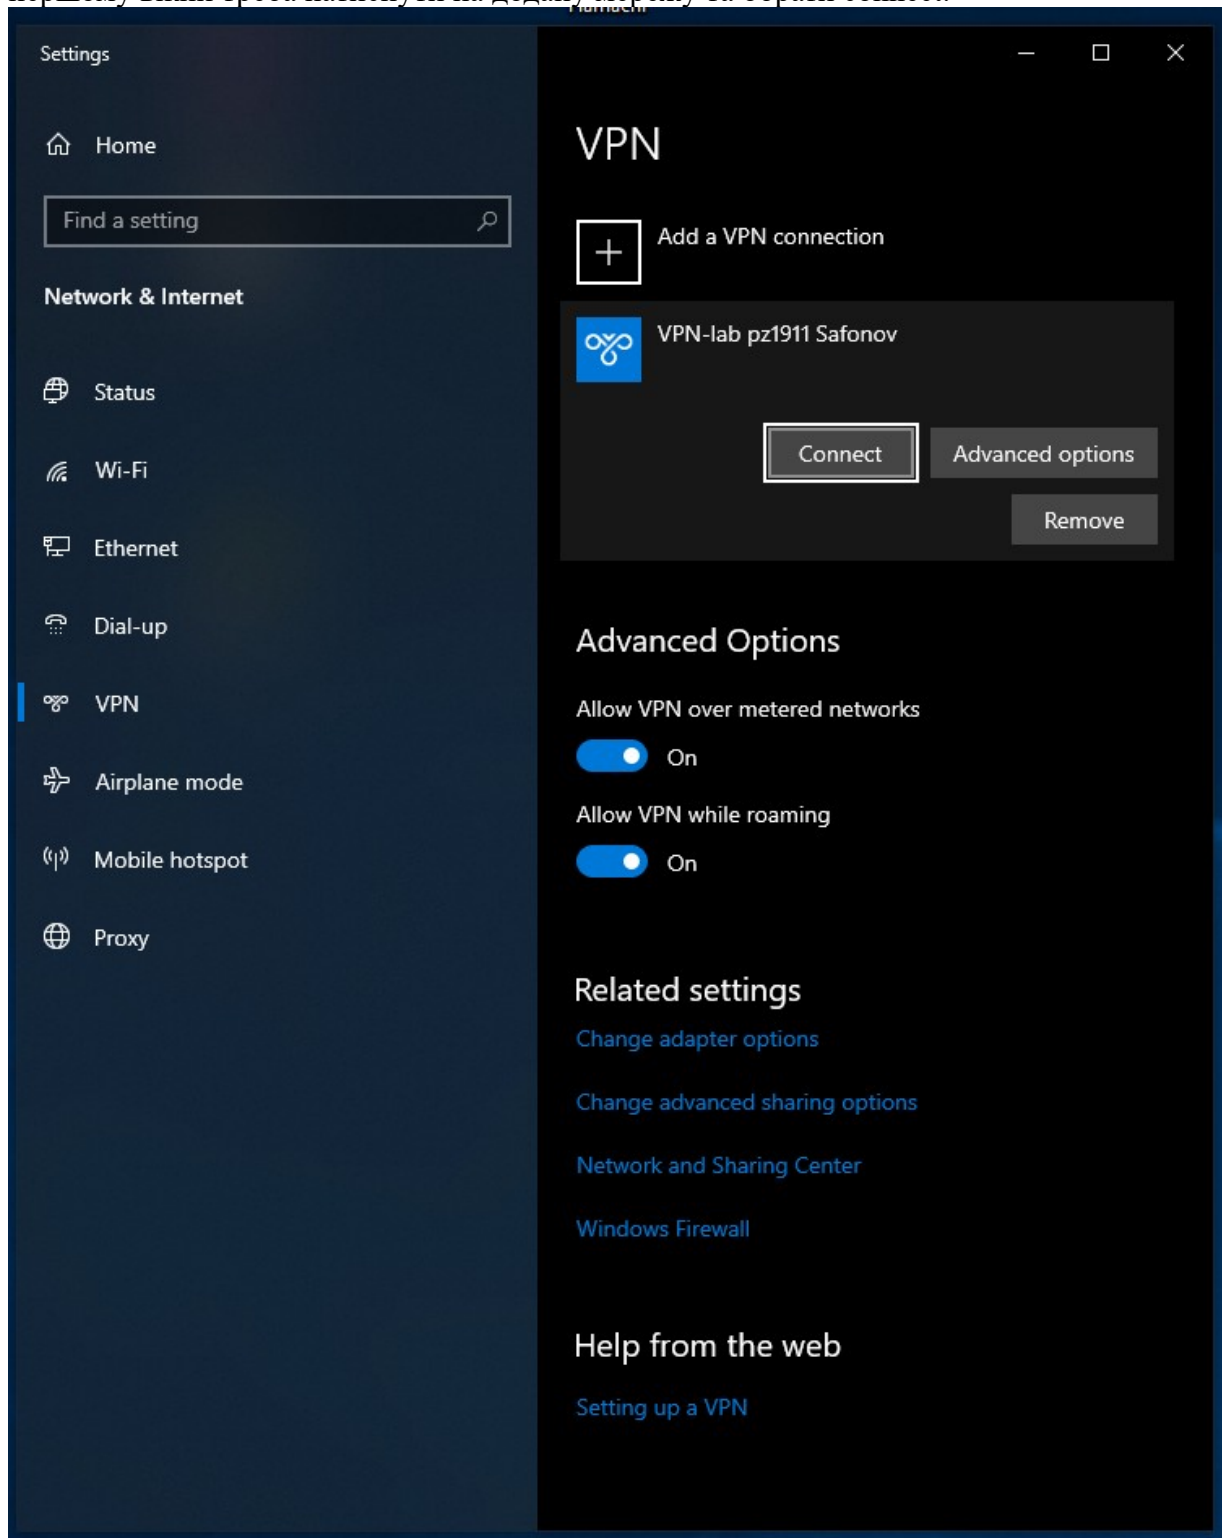 Settings
Home
Find a setting
Network & Internet
Status
Wi-Fi
Ethernet
Dial-up
VPN
Airplane mode
Mobile hotspot
Proxy
VPN
Add a VPN connection
VPN-lab pz1911 Safonov
Connect Advanced options
Remove
Advanced Options
Allow VPN over metered networks
On
Allow VPN while roaming
On
Related settings
Change adapter options
Change advanced sharing options
Network and Sharing Center
Windows Firewall
Help from the web
Setting up a VPN